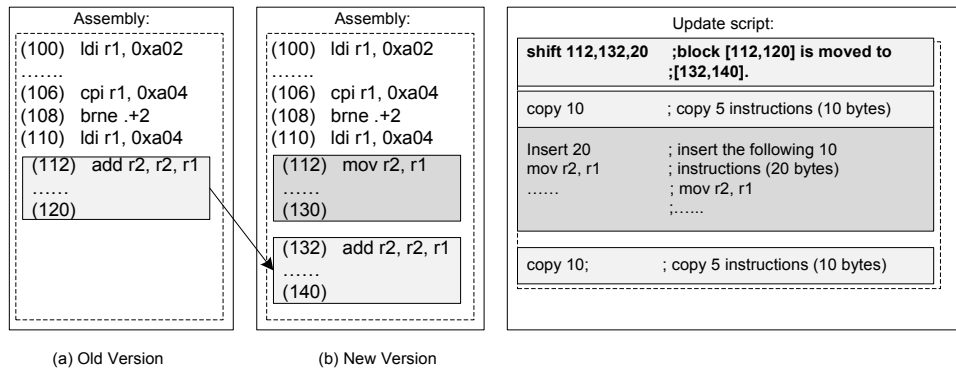 Assembly:
(100) ldi r1, 0xa02
…….
(106) cpi r1, 0xa04
(108) brne .+2
(110) ldi r1, 0xa04
(112) add r2, r2, r1
……
(120)
(a) Old Version
Assembly:
(100) ldi r1, 0xa02
…….
(106) cpi r1, 0xa04
(108) brne .+2
(110) ldi r1, 0xa04
(112) mov r2, r1
……
(130)
(132) add r2, r2, r1
……
(140)
(b) New Version
Update script:
shift 112,132,20 ;block [112,120] is moved to
;[132,140].
copy 10 ; copy 5 instructions (10 bytes)
Insert 20 ; insert the following 10
mov r2, r1 ; instructions (20 bytes)
…… ; mov r2, r1
;…...
copy 10; ; copy 5 instructions (10 bytes)